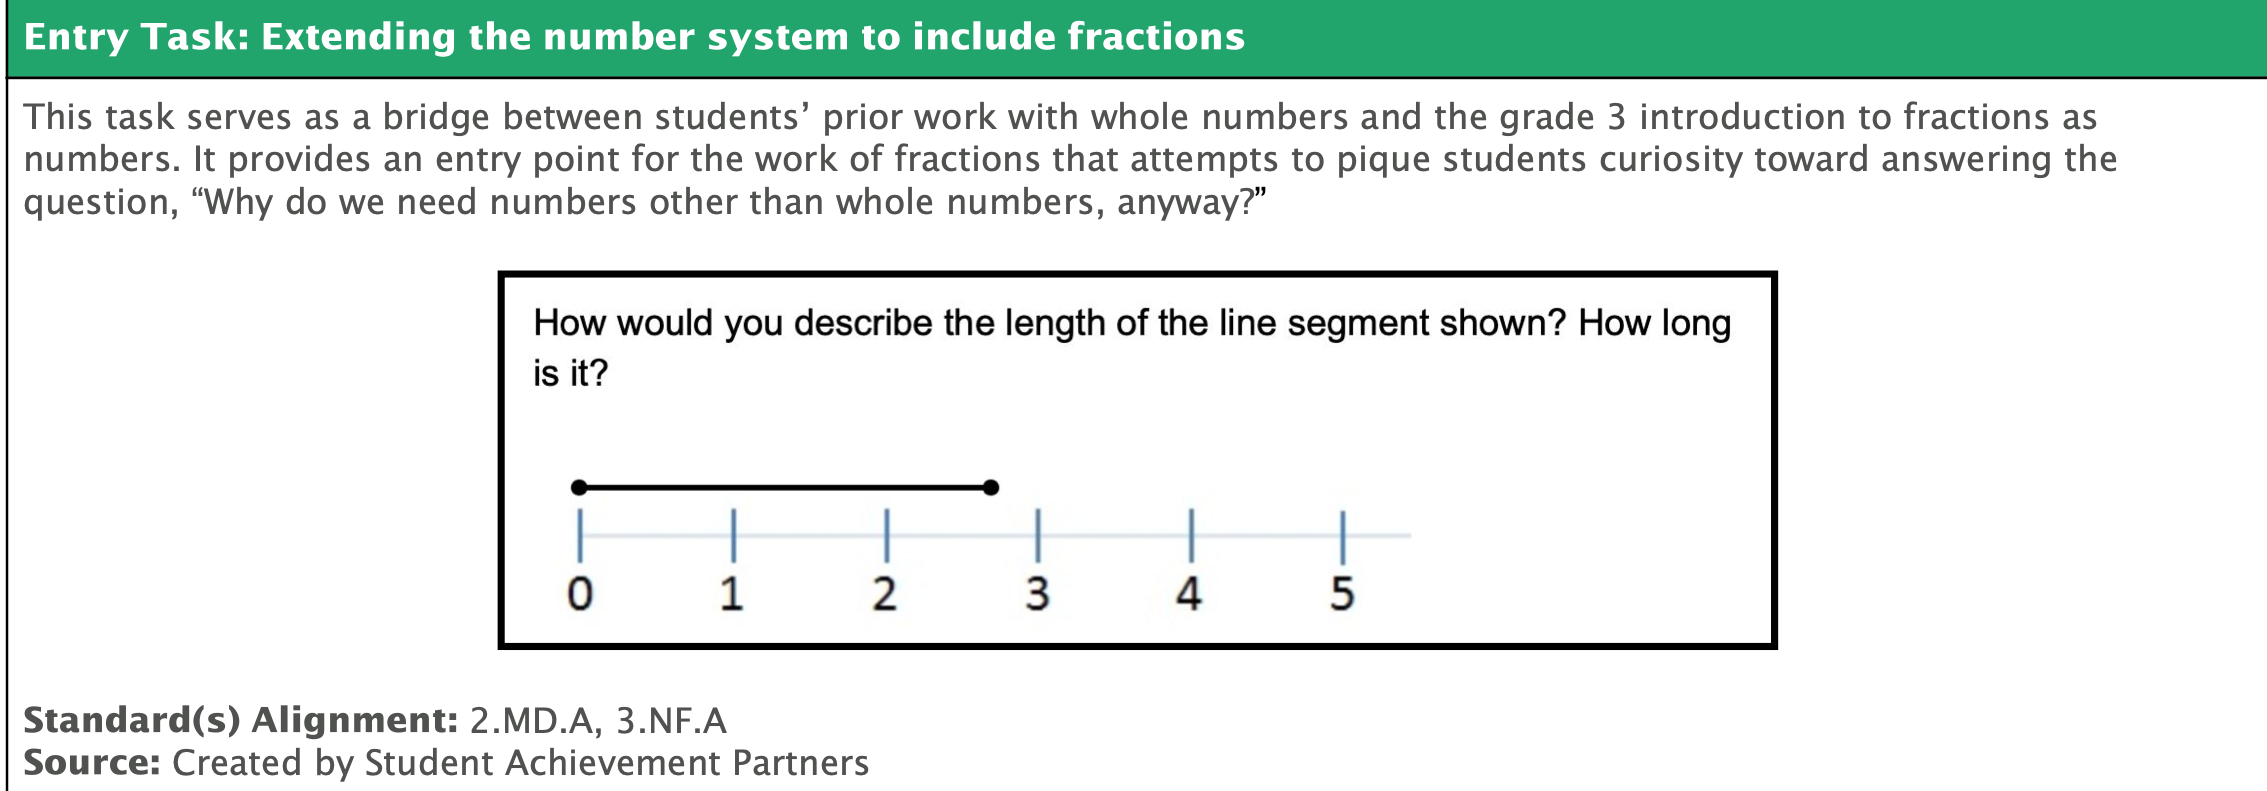 Entry Task: Extending the number system to include fractions
This task serves as a bridge between students’ prior work with whole numbers and the grade 3 introduction to fractions as
numbers. It provides an entry point for the work of fractions that attempts to pique students curiosity toward answering the
question, “Why do we need numbers other than whole numbers, anyway?”
How would you describe the length of the line segment shown? How long
is it?
0 1 2 3 4 5
Standard(s) Alignment: 2.MD.A, 3.NF.A
Source: Created by Student Achievement Partners